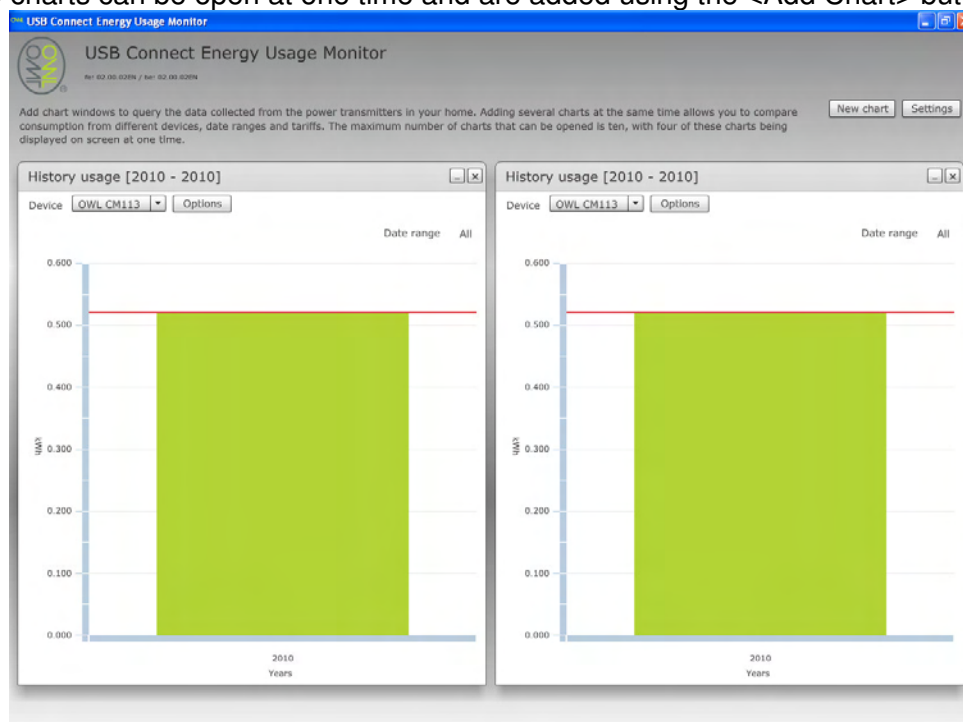 charts can be open at one time and are added using the <Add Chart> but
USB Connect Energy Usage Monitor
USB Connect Energy Usage Monitor
OWL
Add chart windows to query the data collected from the power transmitters in your home. Adding several charts at the same time allows you to compare
consumption from different devices, date ranges and tariffs. The maximum number of charts that can be opened is ten, with four of these charts being
displayed on screen at one time.
New chart Settings
History usage [2010 - 2010]
Device OWL CM113 Options
Date range All
0.600
0.500
0.400
0.300
0.200
0.100
0.000
kWh
2010
Years
History usage [2010 - 2010]
Device OWL CM113 Options
Date range All
0.600
0.500
0.400
0.300
0.200
0.100
0.000
kWh
2010
Years